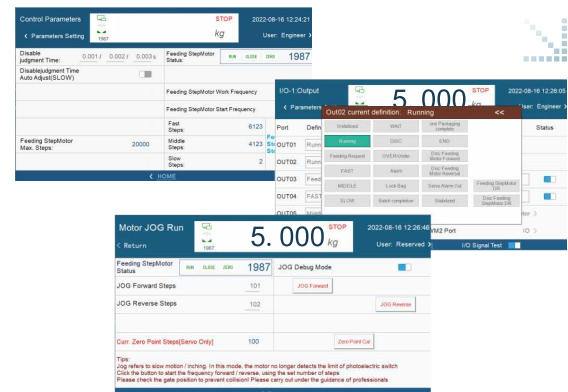 Control Parameters
STOP
2022-08-16 12:24:21
kg
< Parameters Setting
1987
User: Engineer >
Disable
judgment Time:
0.001 /
0.002 /
0.003 s
Feeding StepMotor
Status:
RUN
CLOSE
ZERO
1987
Disablejudgment Time
Auto Adjust(SLOW)
Feeding StepMotor Work Frequency
Feeding StepMotor Start Frequency
Fast
Steps:
6123
Feeding StepMotor
Max. Steps:
20000
Middle
Steps:
4123
Slow
Steps:
2
< HOME
I/O-1:Output
5.000
STOP
2022-08-16 12:26:05
kg
< Parameters
User: Engineer
Out02 current definition: Running
<<
Port
Status
Undefined
WAIT
Unit Packaging
complete
OUT01
Running
DISC
END
OUT02
Feeding Request
OVER/Under
Disc Feeding
Motor Forward
OUT03
Feed
FAST
Alarm
Disc Feeding
Motor Reversal
OUT04
FAST
MIDDLE
Lock Bag
Servo Alarm Out
Feeding StepMotor
DIR
OUT05
SLOW
Batch completion
Stabilized
Disc Feeding
StepMotor DIR
I/O Signal Test
Motor JOG Run
5.000
STOP
2022-08-16 12:26:46
kg
< Return
1987
User: Reserved >
Feeding StepMotor
Status
RUN
CLOSE
ZERO
1987
JOG Debug Mode
JOG Forward Steps
101
JOG Forward
JOG Reverse Steps
102
JOG Reverse
Curr. Zero Point Steps[Servo Only]
100
Zero Point Cal
Tips:
Jog refers to slow motion / inching. In this mode, the motor no longer detects the limit of photoelectric switch
Click the button to start the frequency forward / reverse, using the set number of steps
Please check the gate position to prevent collision! Please carry out under the guidance of professionals